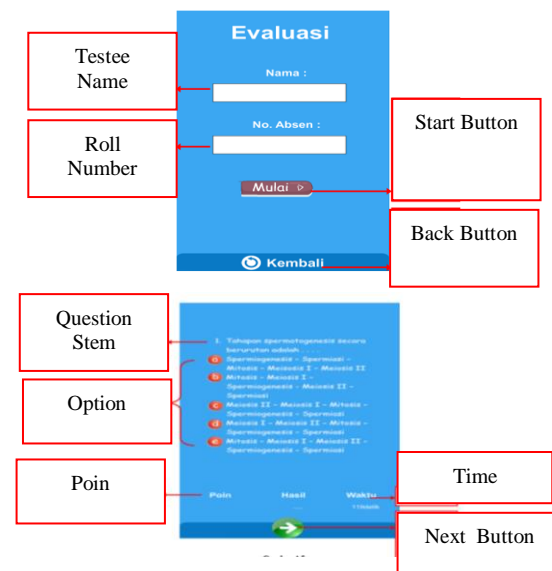 Evaluasi
Testee
Name
Nama :
No. Absen :
Start Button
Roll
Number
Mulai
Back Button
Kembali
Question
Stem
1. Tahapan spermatogenesis secara
berurutan adalah . . .
a Spermiogenesis - Spermiasi -
Mitosis - Meiosis I - Meiosis II
b Mitosis - Meiosis I -
Spermiogenesis - Meiosis II -
Spermiasi
Option
c Meiosis II - Meiosis I - Mitosis -
Spermiogenesis - Spermiasi
d Meiosis I - Meiosis II - Mitosis -
Spermiogenesis - Spermiasi
e Mitosis - Meiosis I - Meiosis II -
Spermiogenesis - Spermiasi
Poin
Time
Poin Hasil Waktu
Next Button